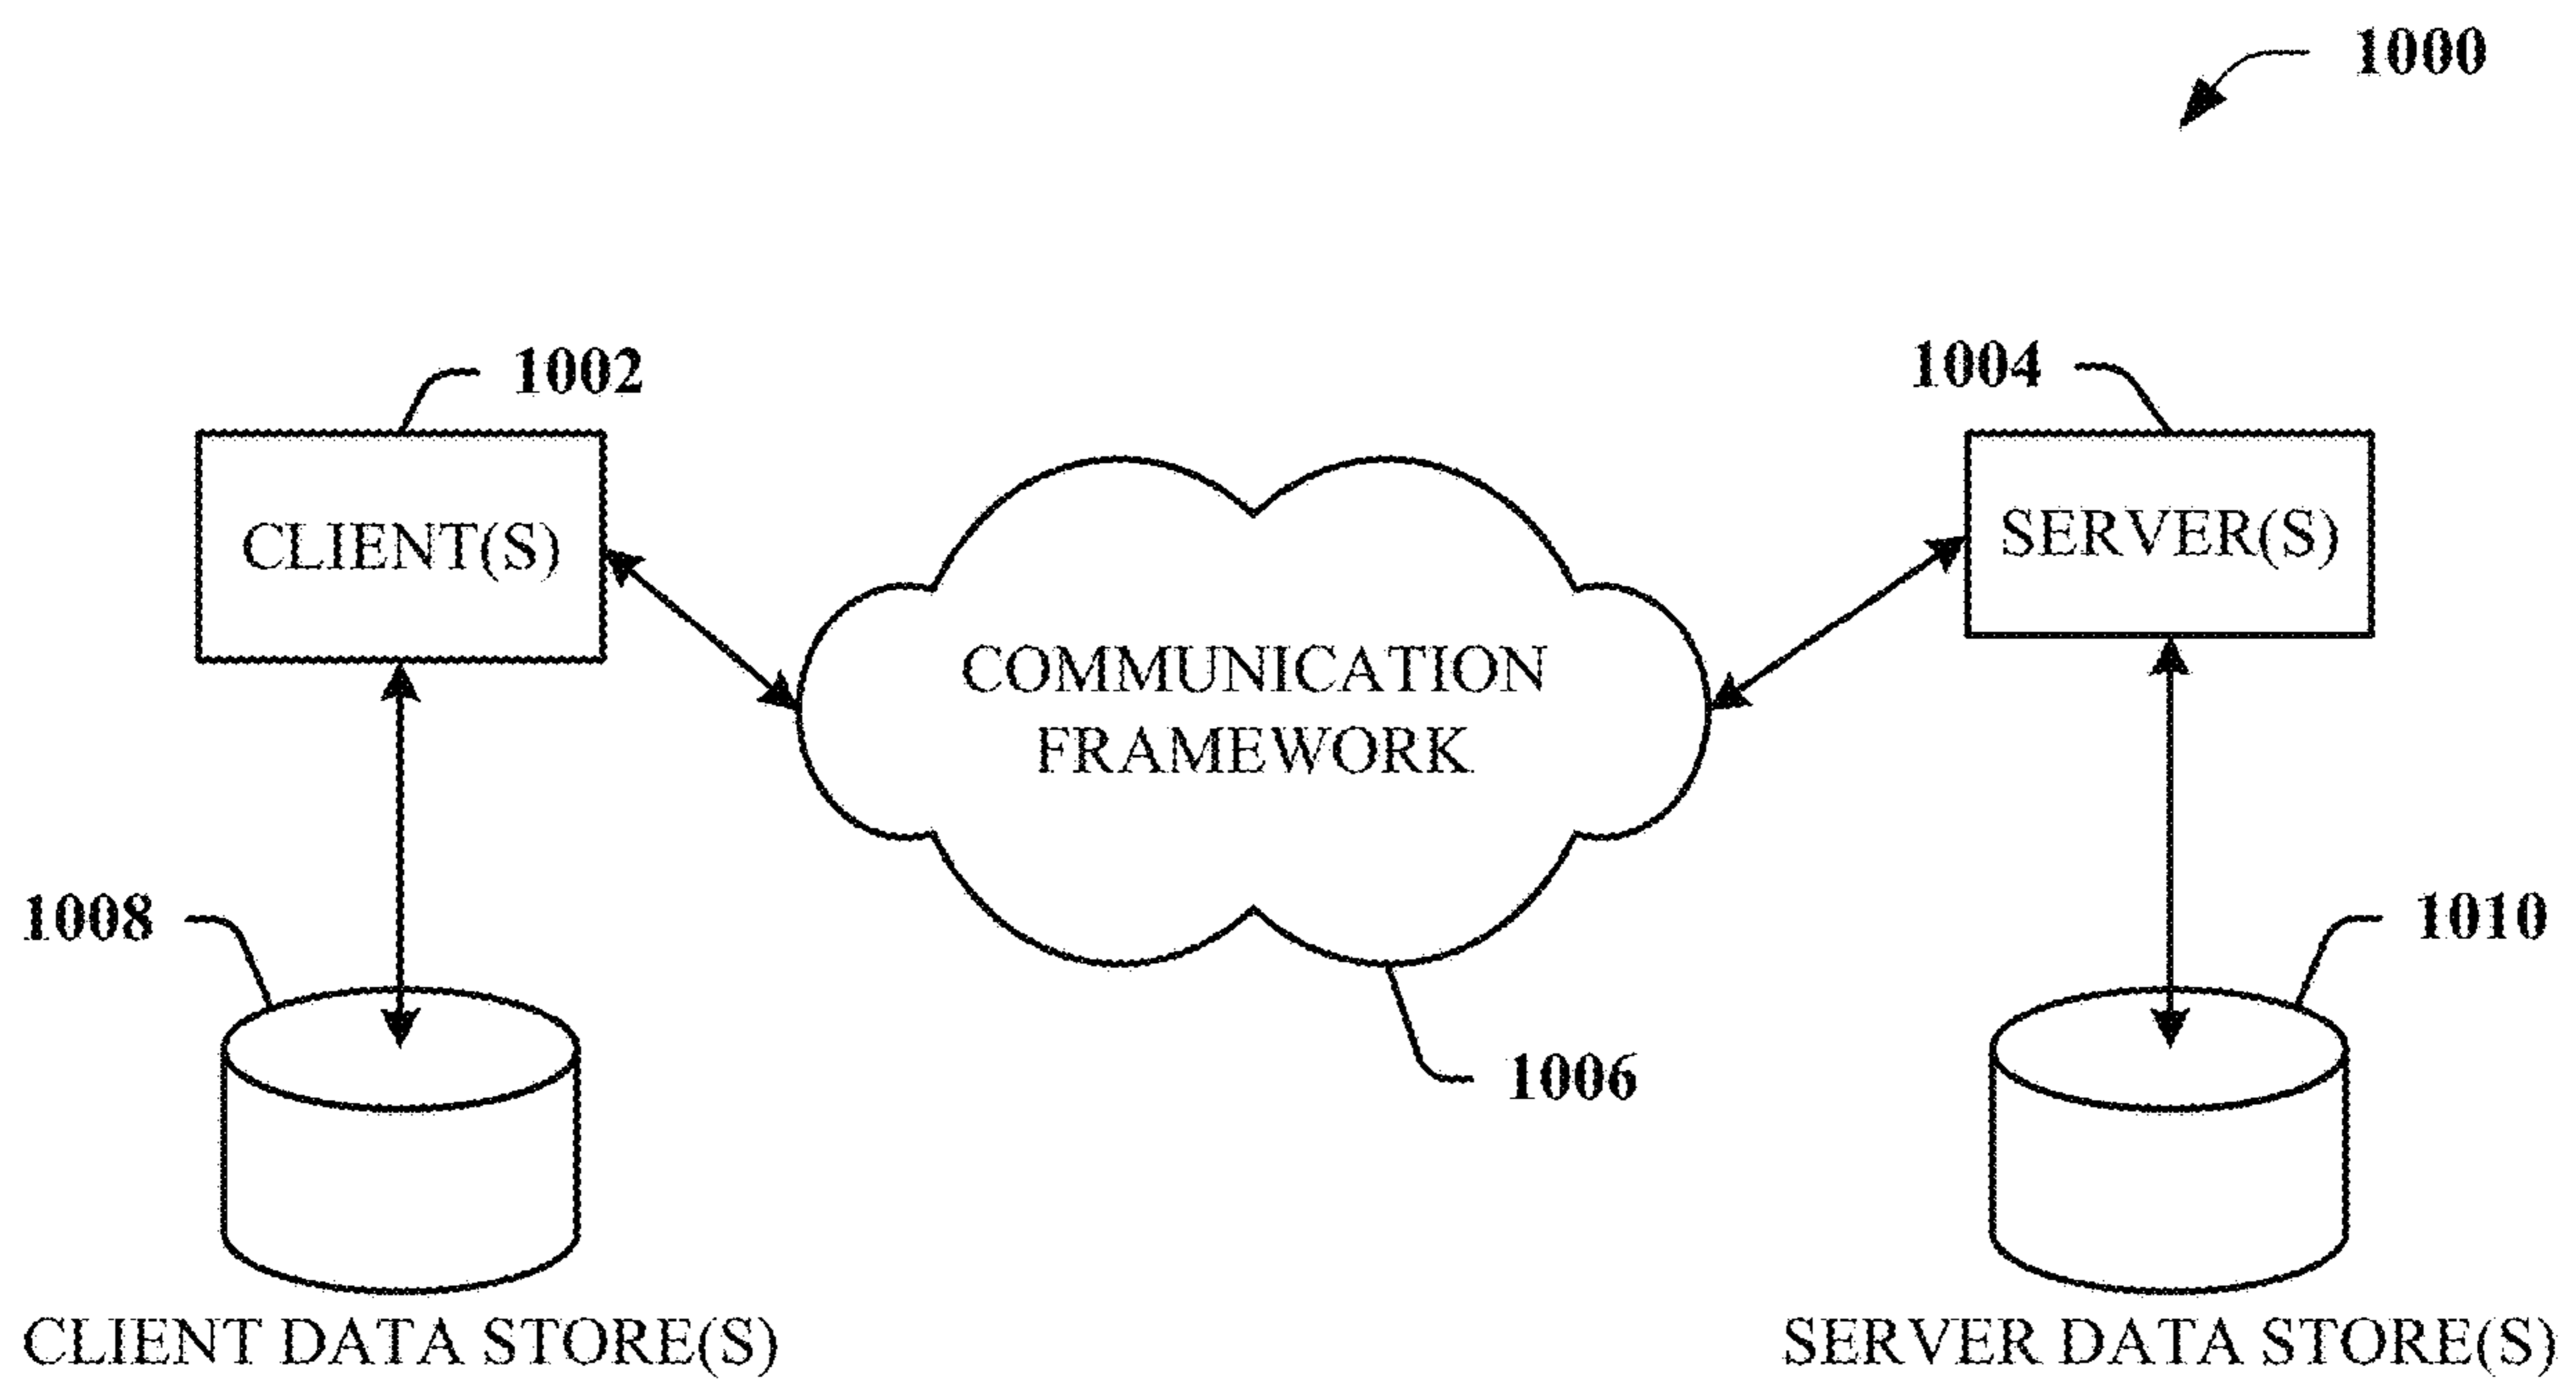 1000
1002
1004
CLIENT(S)
SERVER(S)
COMMUNICATION
FRAMEWORK
1008
1010
1006
CLIENT DATA STORE(S)
SERVER DATA STORE(S)